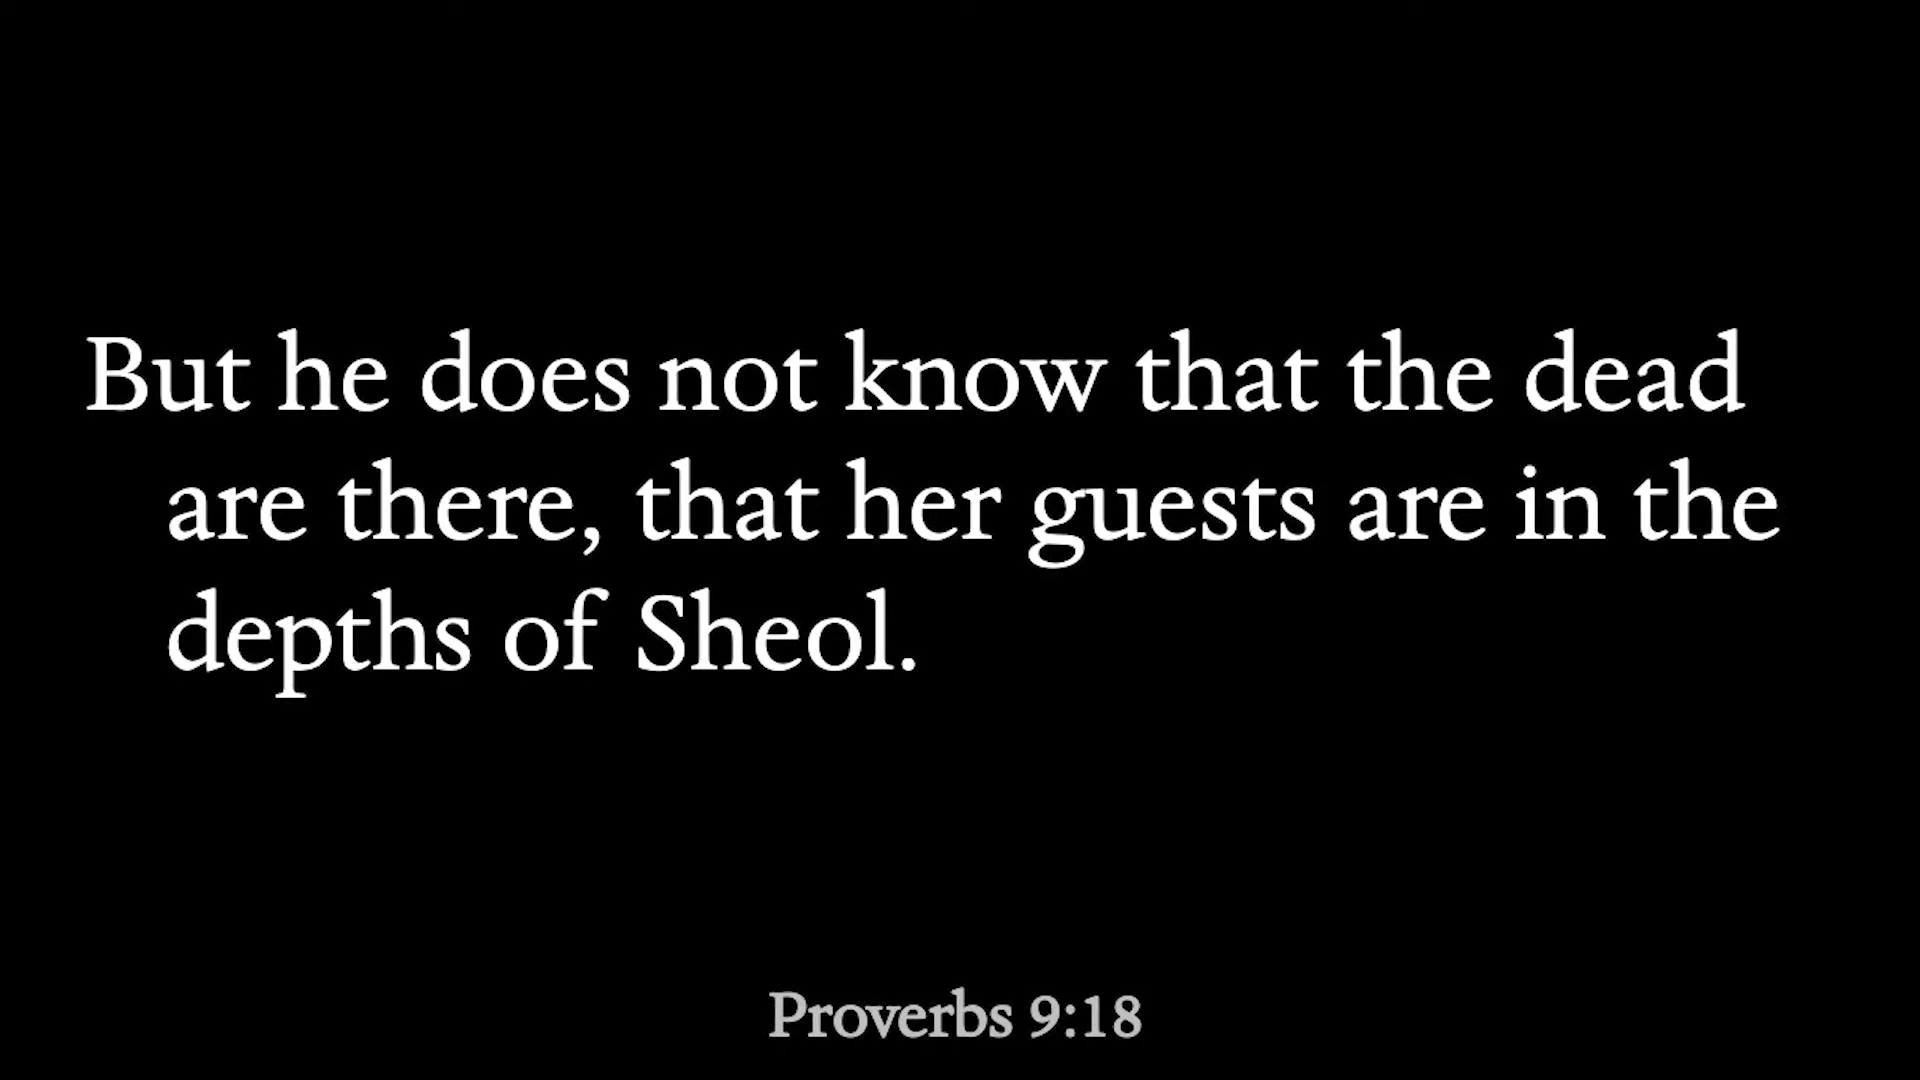 But he does not know that the dead
are there, that her guests are in the
depths of Sheol.
Proverbs 9:18